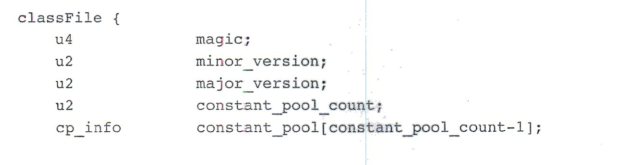 classFile {
    u4             magic;
    u2             minor_version;
    u2             major_version;
    u2             constant_pool_count;
    cp_info        constant_pool[constant_pool_count-1];